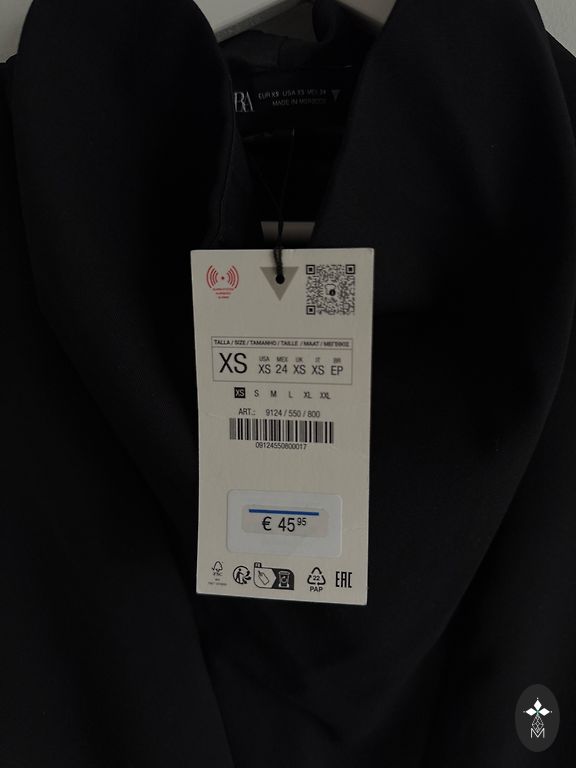 EUR XS USA XS MEX 24
MADE IN MOROCCO
TALLA / SIZE / TAMANHO / TAILLE / MAAT / ΜΕΓΕΘΟΣ
USA MEX UK IT BR
XS XS 24 XS XS EP
XS S M L XL XXL
ART.: 9124 / 550 / 800
09124550800017
€ 45 95
FSC
22
PAP
EAC
M